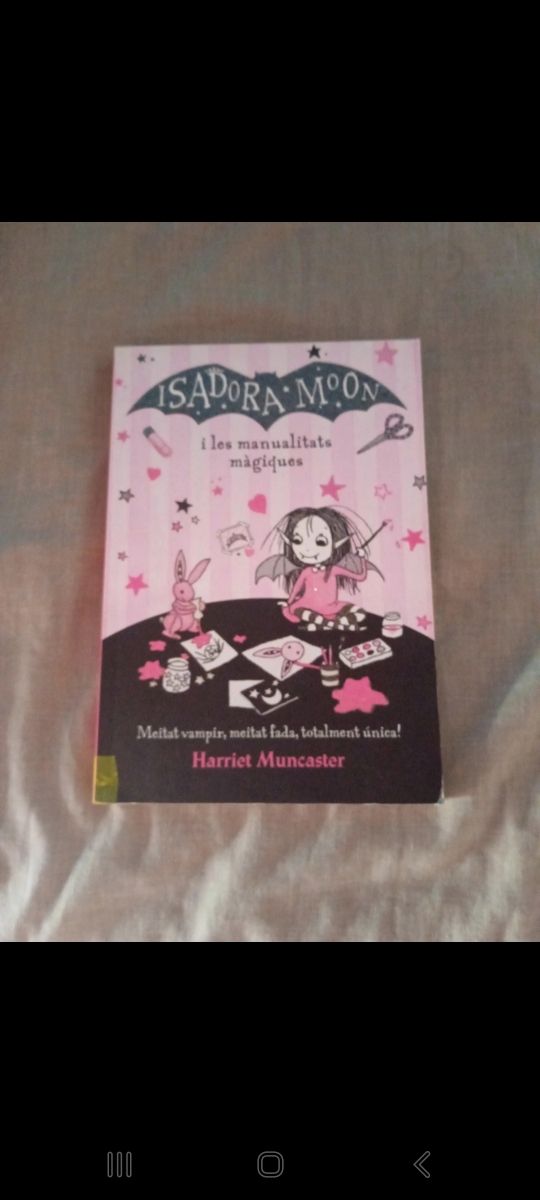 ISADORA MOON
i les manualitats
màgiques
Meitat vampir, meitat fada, totalment única!
Harriet Muncaster